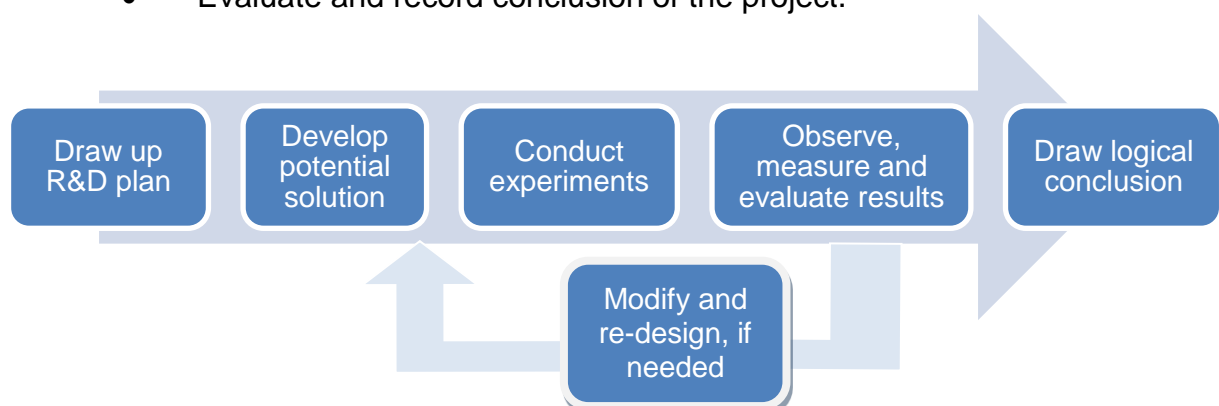 • Evaluate and record conclusion of the project.
Draw up
R&D plan
Develop
potential
solution
Conduct
experiments
Observe,
measure and
evaluate results
Draw logical
conclusion
Modify and
re-design, if
needed